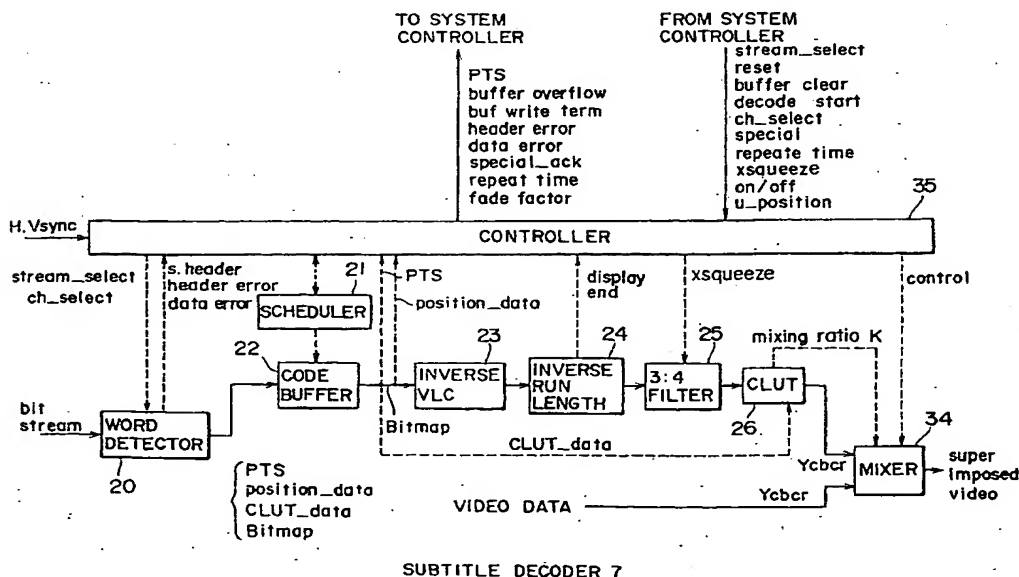 TO SYSTEM
CONTROLLER
PTS
buffer overflow
buf write term
header error
data error
special_ack
repeat time
fade factor
FROM SYSTEM
CONTROLLER
stream_select
reset
buffer clear
decode start
ch_select
special
repeate time
xsqueeze
on/off
u_position
35
H.Vsync
CONTROLLER
stream_select
ch_select
s. header
header error
data error
21
SCHEDULER
PTS
position_data
display
end
xsqueeze
control
mixing ratio K
22
CODE
BUFFER
23
INVERSE
VLC
24
INVERSE
RUN
LENGTH
25
3:4
FILTER
CLUT
26
34
bit
stream
WORD
DETECTOR
20
Bitmap
CLUT_data
Ycbcr
MIXER
super
imposed
video
PTS
position_data
CLUT_data
Bitmap
VIDEO DATA
Ycbcr
SUBTITLE DECODER 7